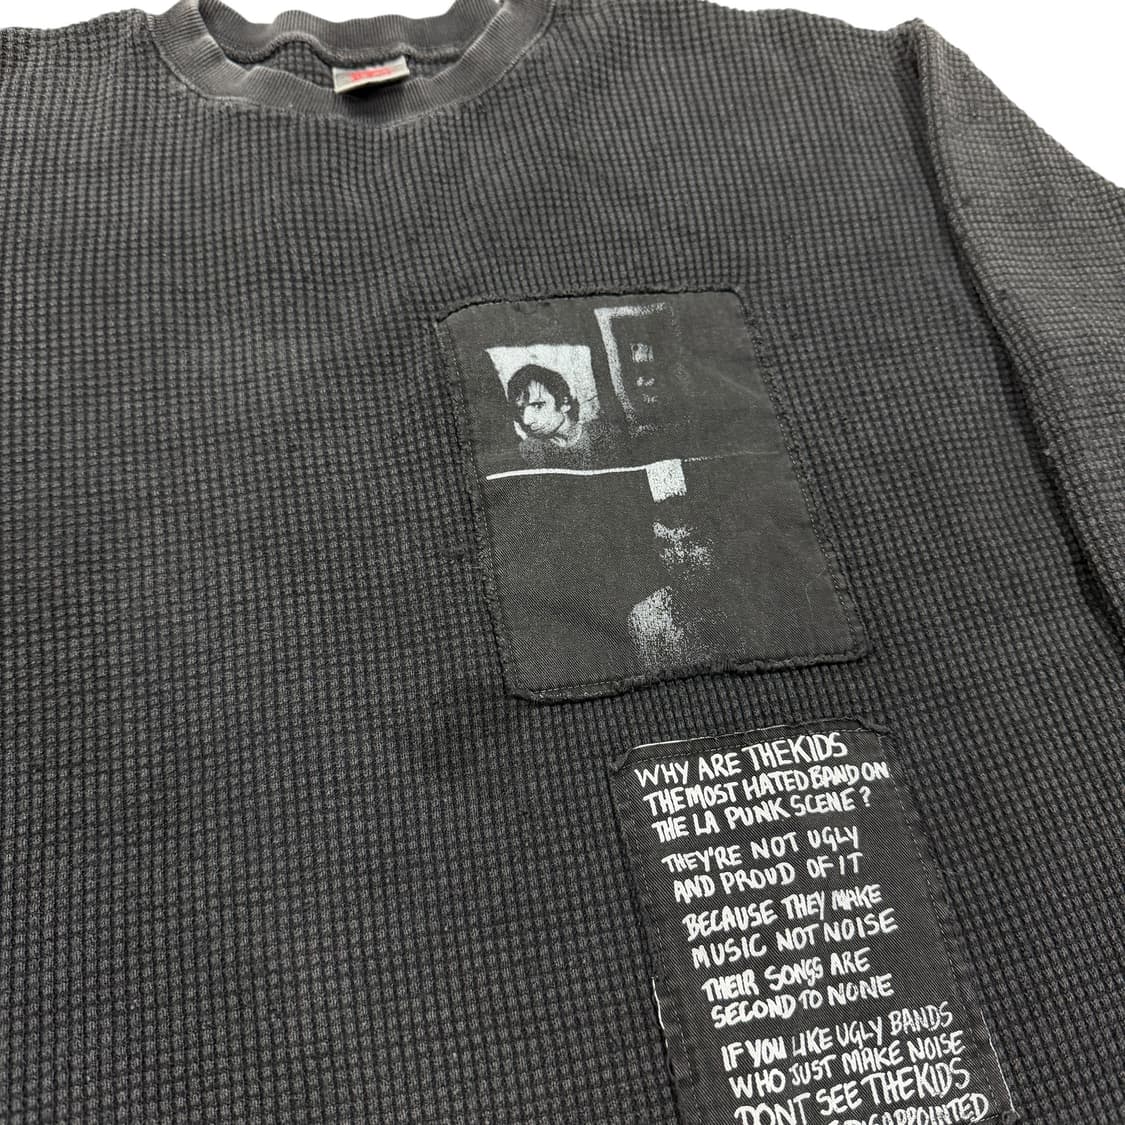 WHY ARE THEKIDS
THE MOST HATED BAND ON
THE LA PUNK SCENE?
THEY'RE NOT UGLY
AND PROUD OF IT
BECAUSE THEY MAKE
MUSIC NOT NOISE
THEIR SONGS ARE
SECOND TO NONE
IF YOU LIKE UGLY BANDS
WHO JUST MAKE NOISE
DONT SEE THEKIDS
DISAPPOINTED